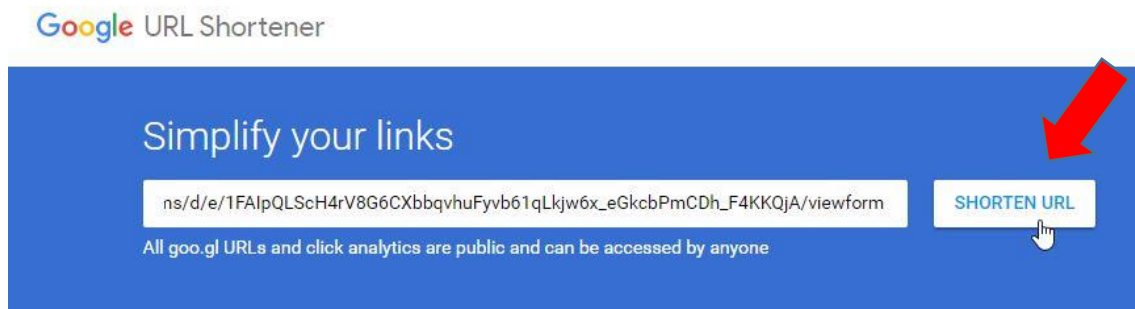 Google URL Shortener
Simplify your links
ns/d/e/1FAIpQLScH4rV8G6CXbbqvhuFyvb61qLkjw6x_eGkcbPmCDh_F4KKQjA/viewform
SHORTEN URL
All goo.gl URLs and click analytics are public and can be accessed by anyone